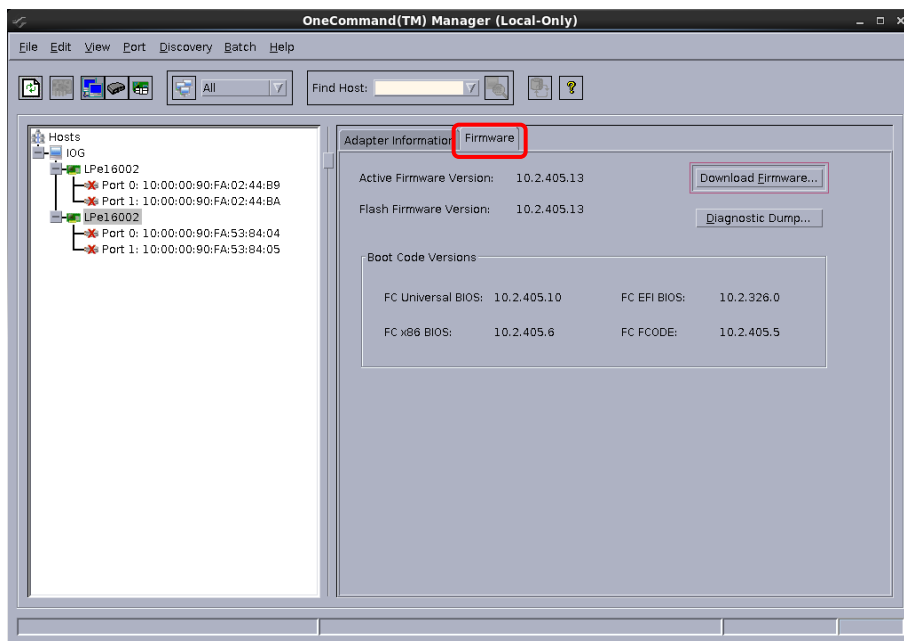 OneCommand(TM) Manager (Local-Only)
File Edit View Port Discovery Batch Help
All
Find Host:
Hosts
IOG
LPe16002
Port 0: 10:00:00:90:FA:02:44:B9
Port 1: 10:00:00:90:FA:02:44:BA
LPe16002
Port 0: 10:00:00:90:FA:53:84:04
Port 1: 10:00:00:90:FA:53:84:05
Adapter Information Firmware
Active Firmware Version: 10.2.405.13 Download Firmware...
Flash Firmware Version: 10.2.405.13 Diagnostic Dump...
Boot Code Versions
FC Universal BIOS: 10.2.405.10 FC EFI BIOS: 10.2.326.0
FC x86 BIOS: 10.2.405.6 FC FCODE: 10.2.405.5